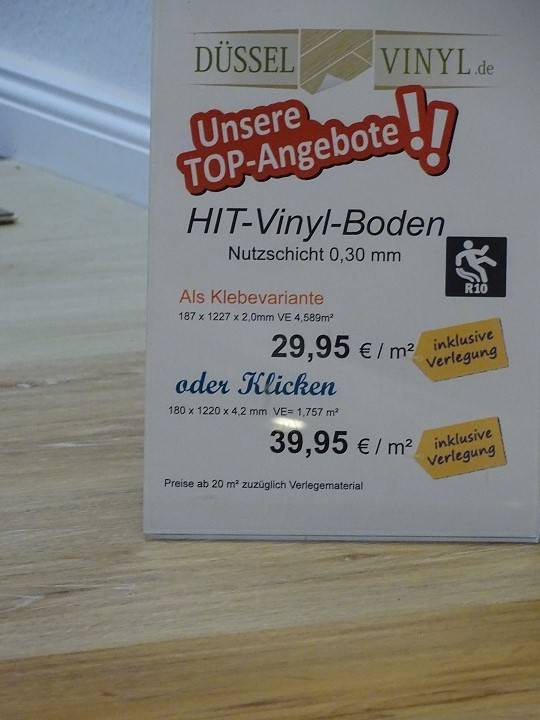 DÜSSEL VINYL.de
Unsere
TOP-Angebote!!
HIT-Vinyl-Boden
Nutzschicht 0,30 mm
R10
Als Klebevariante
187 x 1227 x 2,0mm VE 4,589m²
29,95 € / m² inklusive Verlegung
oder Klicken
180 x 1220 x 4,2 mm VE= 1,757 m²
39,95 € / m² inklusive Verlegung
Preise ab 20 m² zuzüglich Verlegematerial